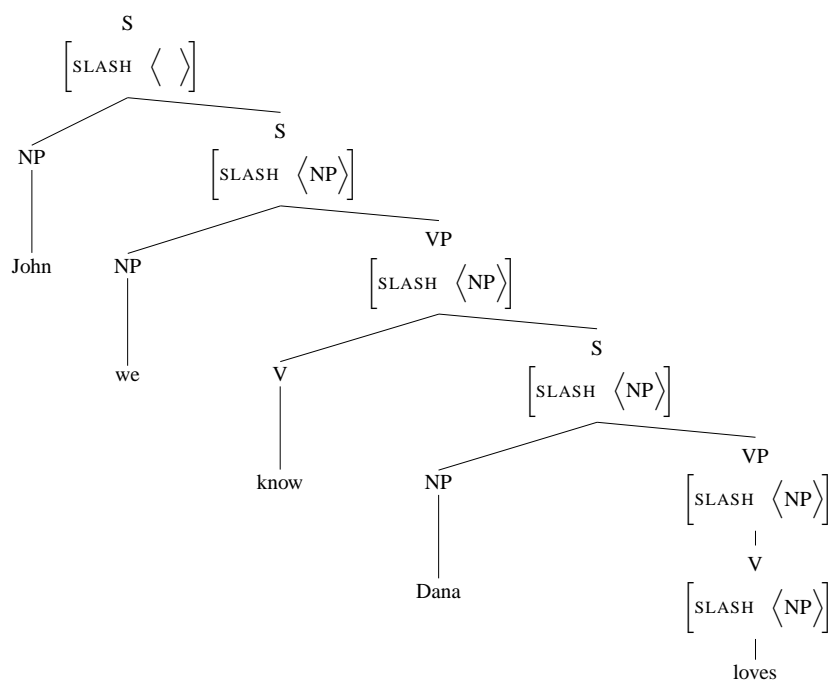 S
[SLASH ⟨ ⟩]
S
NP
[SLASH ⟨NP⟩]
VP
John
NP
[SLASH ⟨NP⟩]
S
we
V
[SLASH ⟨NP⟩]
VP
know
NP
[SLASH ⟨NP⟩]
V
Dana
[SLASH ⟨NP⟩]
loves